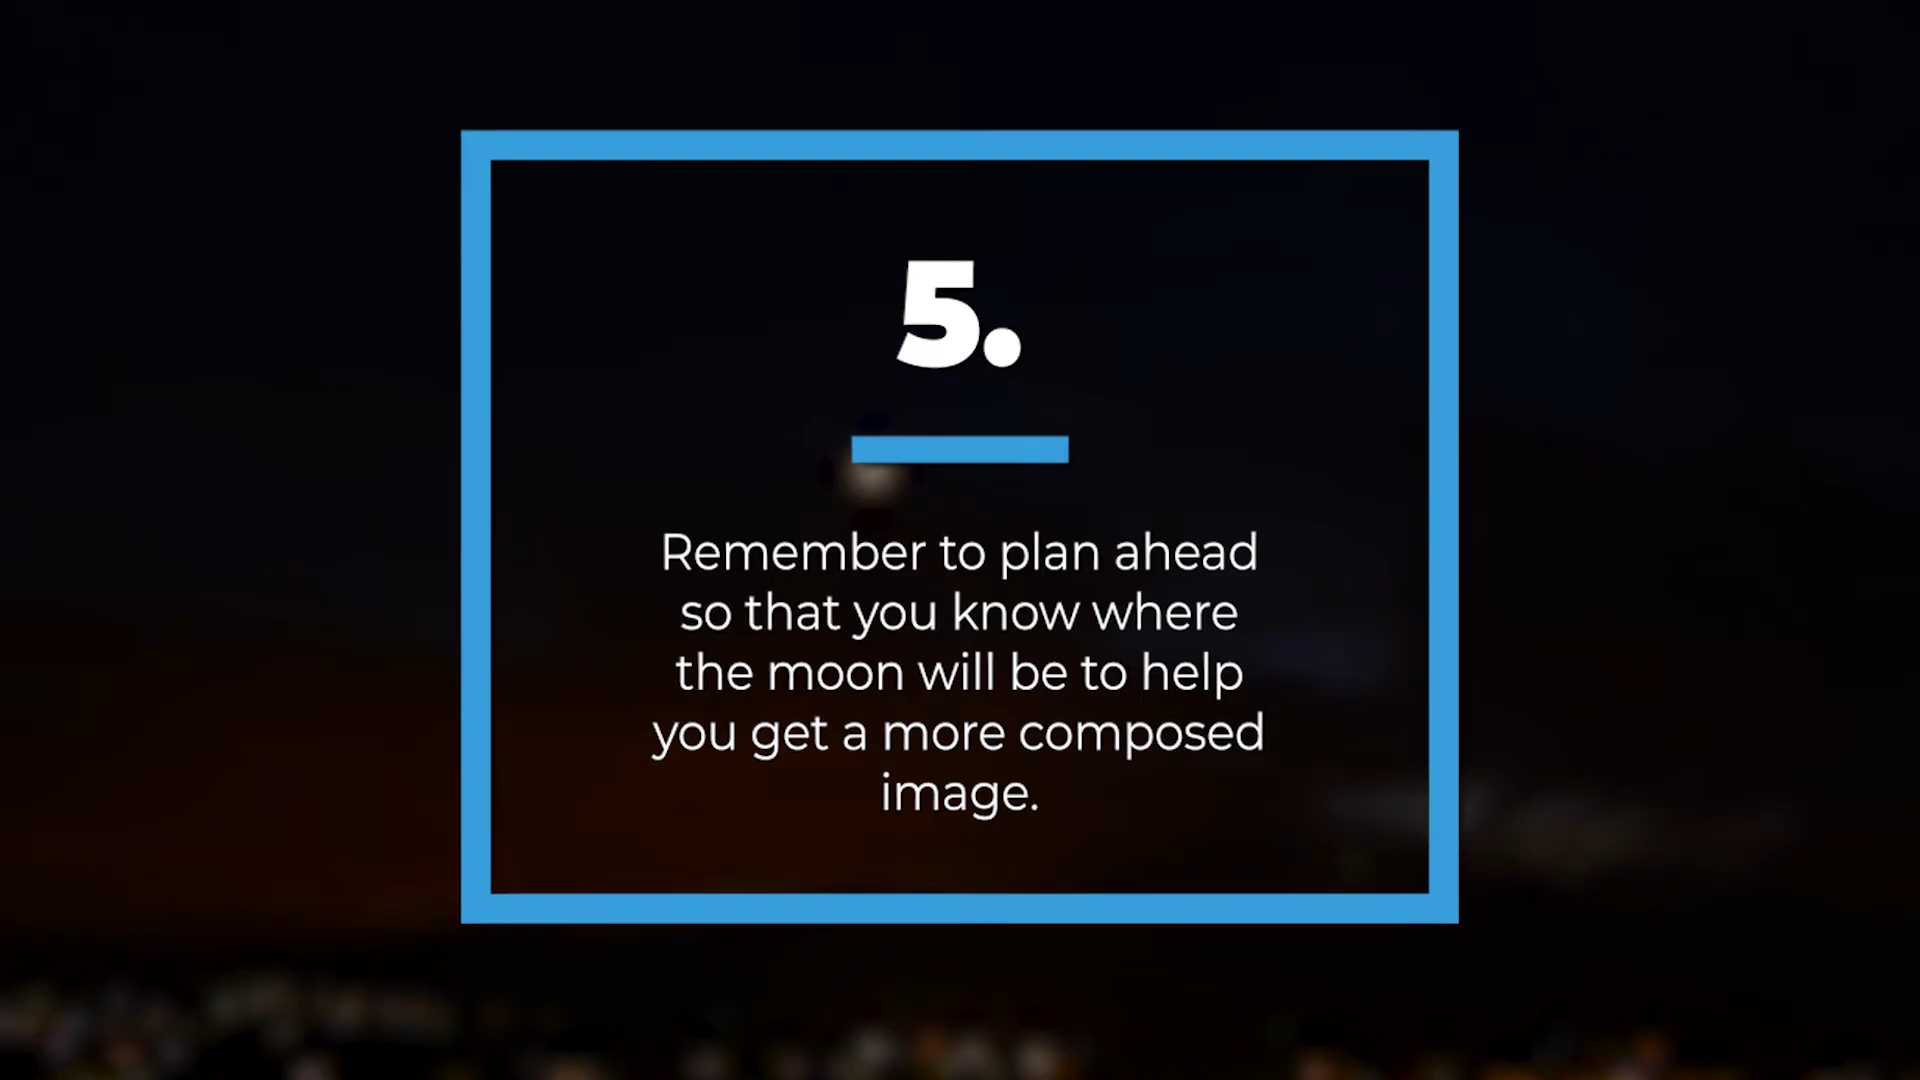 5.
Remember to plan ahead
so that you know where
the moon will be to help
you get a more composed
image.